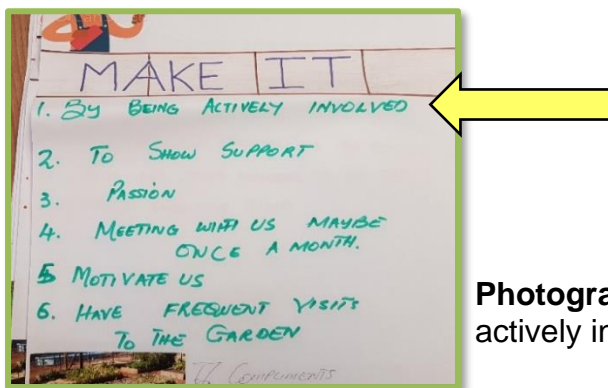 MAKE IT
1. By BEING ACTIVELY INVOLVED
2. TO SHOW SUPPORT
3. PASSION
4. MEETING WITH US MAYBE
ONCE A MONTH.
5 MOTIVATE US
6. HAVE FREQUENT VISITS
TO THE GARDEN
COMPLIMENTS
Photogra
actively in